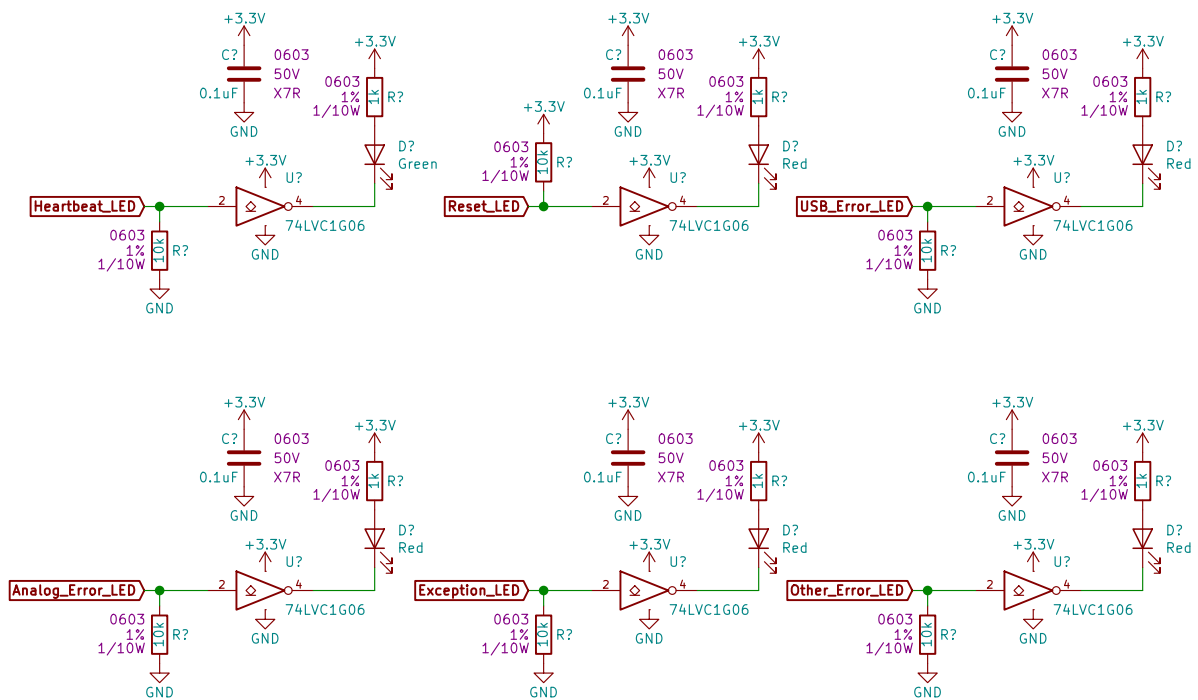 +3.3V
C?
0.1uF
0603
50V
X7R
GND
+3.3V
0603
1%
1/10W
1k
R?
D?
Green
+3.3V
U?
Heartbeat_LED
2
4
74LVC1G06
GND
0603
1%
1/10W
10k
R?
GND
+3.3V
C?
0.1uF
0603
50V
X7R
GND
+3.3V
0603
1%
1/10W
1k
R?
D?
Red
+3.3V
0603
1%
1/10W
10k
R?
+3.3V
U?
Reset_LED
2
4
74LVC1G06
GND
+3.3V
C?
0.1uF
0603
50V
X7R
GND
+3.3V
0603
1%
1/10W
1k
R?
D?
Red
+3.3V
U?
USB_Error_LED
2
4
74LVC1G06
GND
0603
1%
1/10W
10k
R?
GND
+3.3V
C?
0.1uF
0603
50V
X7R
GND
+3.3V
0603
1%
1/10W
1k
R?
D?
Red
+3.3V
U?
Analog_Error_LED
2
4
74LVC1G06
GND
0603
1%
1/10W
10k
R?
GND
+3.3V
C?
0.1uF
0603
50V
X7R
GND
+3.3V
0603
1%
1/10W
1k
R?
D?
Red
+3.3V
U?
Exception_LED
2
4
74LVC1G06
GND
0603
1%
1/10W
10k
R?
GND
+3.3V
C?
0.1uF
0603
50V
X7R
GND
+3.3V
0603
1%
1/10W
1k
R?
D?
Red
+3.3V
U?
Other_Error_LED
2
4
74LVC1G06
GND
0603
1%
1/10W
10k
R?
GND